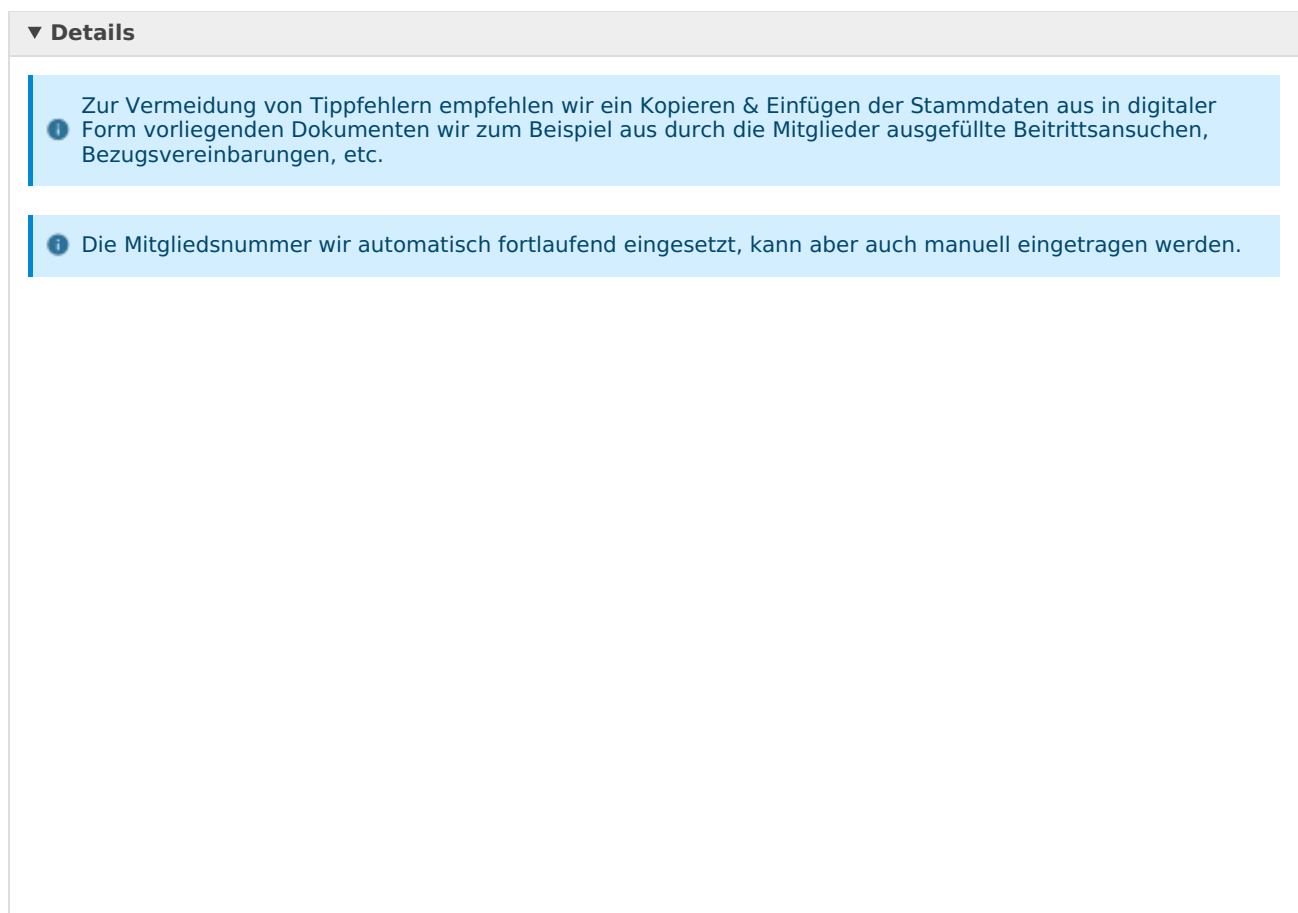 ▼ Details
Zur Vermeidung von Tippfehlern empfehlen wir ein Kopieren & Einfügen der Stammdaten aus in digitaler
Form vorliegenden Dokumenten wir zum Beispiel aus durch die Mitglieder ausgefüllte Beitrittsansuchen,
Bezugsvereinbarungen, etc.
Die Mitgliedsnummer wir automatisch fortlaufend eingesetzt, kann aber auch manuell eingetragen werden.